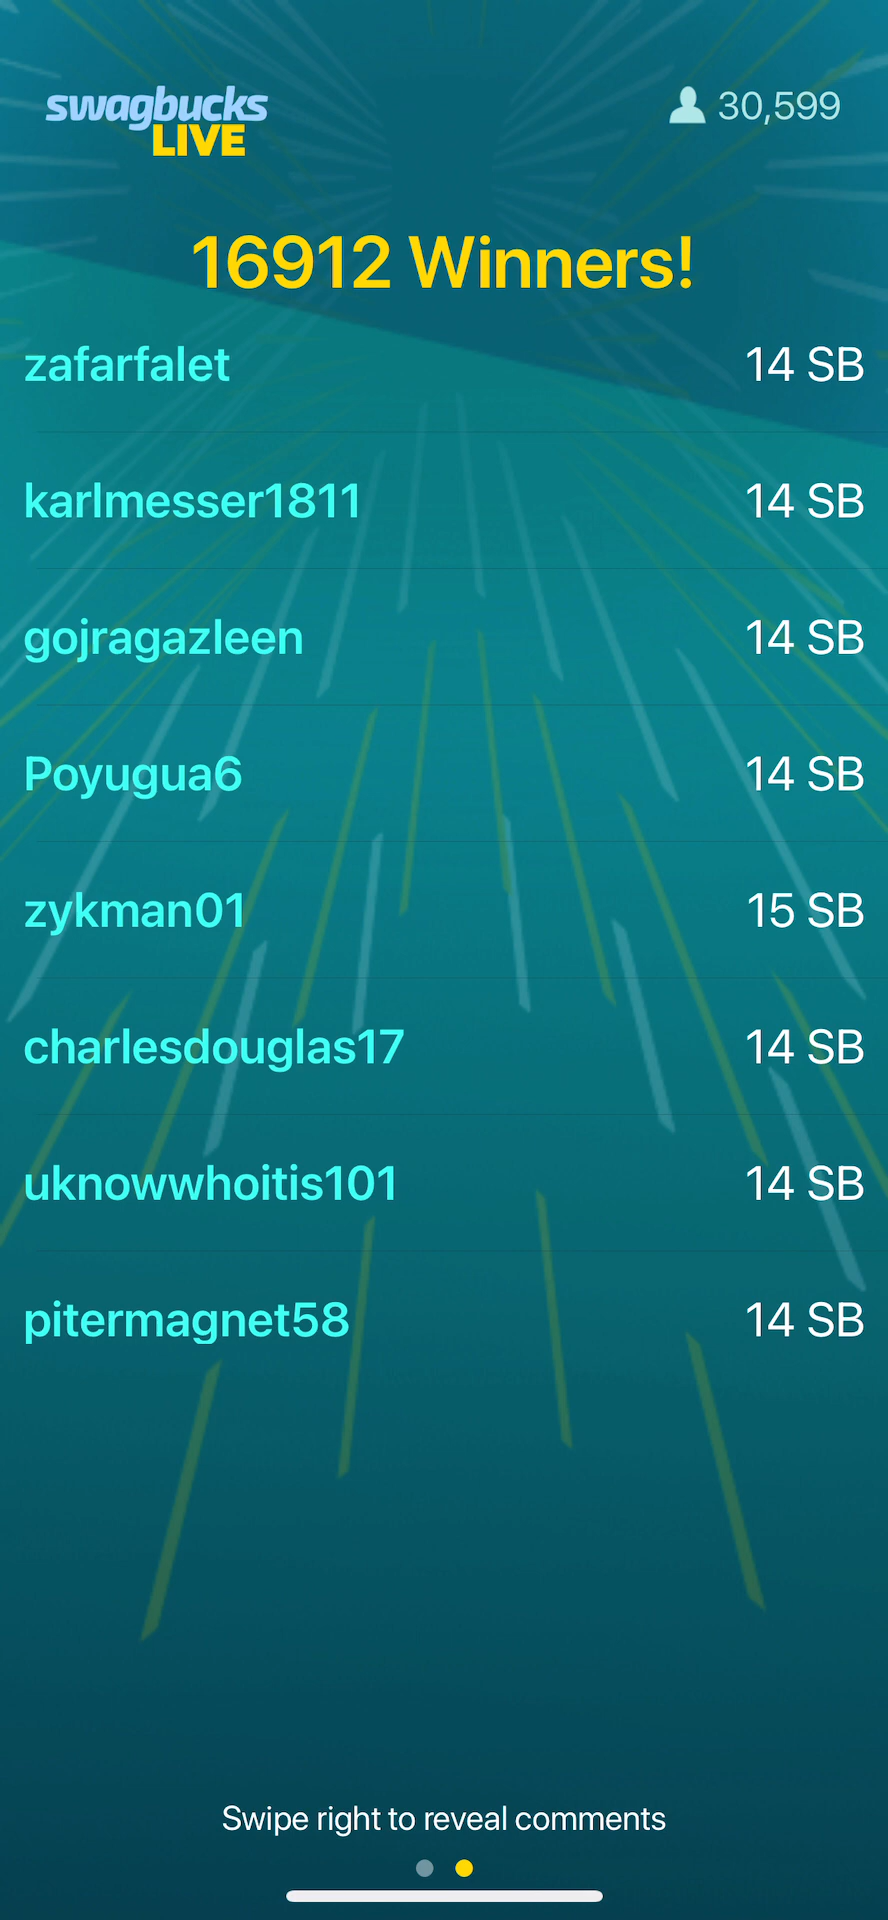 swagbucks
LIVE
30,599
16912 Winners!
zafarfalet 14 SB
karlmesser1811 14 SB
gojragazleen 14 SB
Poyugua6 14 SB
zykman01 15 SB
charlesdouglas17 14 SB
uknowwhoitis101 14 SB
pitermagnet58 14 SB
Swipe right to reveal comments